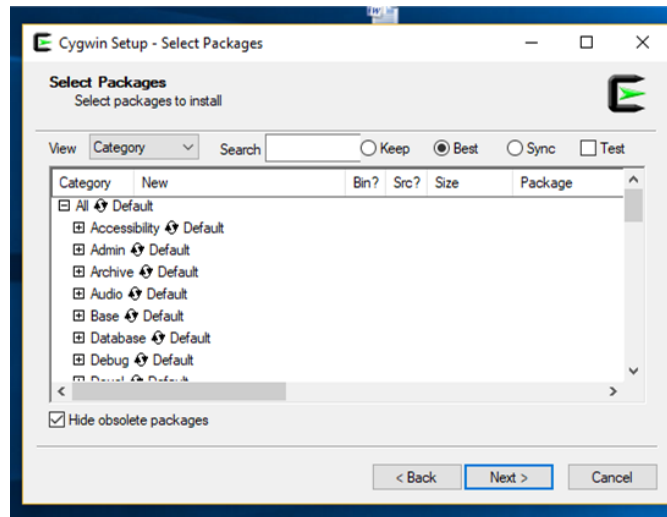 Cygwin Setup - Select Packages
Select Packages
Select packages to install
View Category Search Keep Best Sync Test
Category New Bin? Src? Size Package
All Default
Accessibility Default
Admin Default
Archive Default
Audio Default
Base Default
Database Default
Debug Default
Hide obsolete packages
< Back Next > Cancel